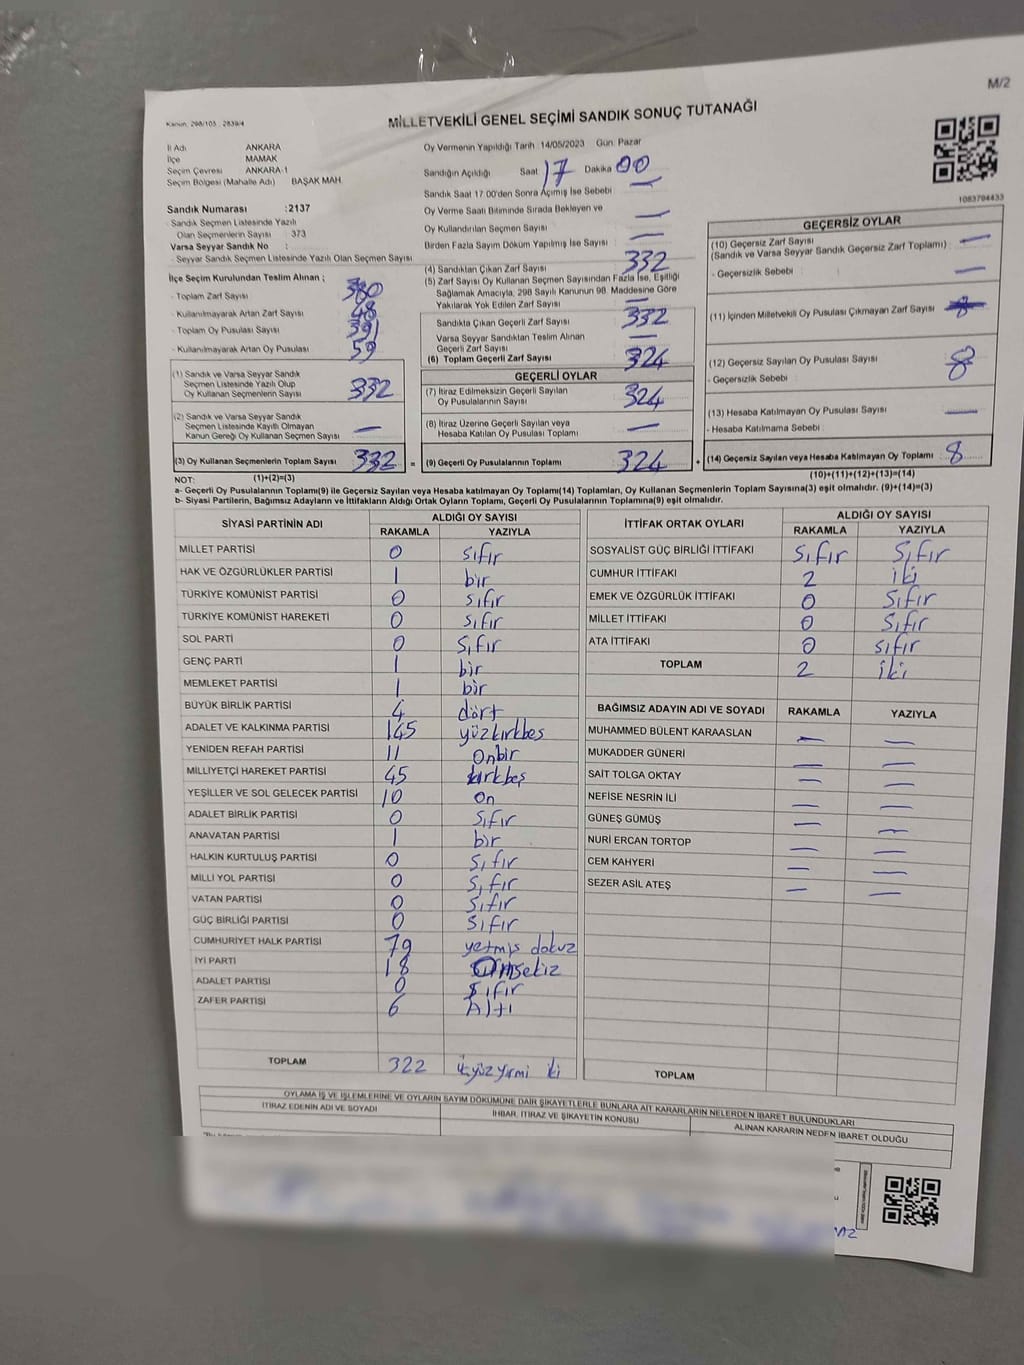 M/2
Kanun: 298/105 - 2839/4
MİLLETVEKİLİ GENEL SEÇİMİ SANDIK SONUÇ TUTANAĞI
İl Adı ANKARA
İlçe MAMAK
Seçim Çevresi ANKARA-1
Seçim Bölgesi (Mahalle Adı) BAŞAK MAH
Sandık Numarası :2137
- Sandık Seçmen Listesinde Yazılı
Olan Seçmenlerin Sayısı : 373
Varsa Seyyar Sandık No :
- Seyyar Sandık Seçmen Listesinde Yazılı Olan Seçmen Sayısı
Oy Vermenin Yapıldığı Tarih 14/05/2023 Gün: Pazar
Sandığın Açıldığı Saat 17 Dakika 00
Sandık Saat 17:00'den Sonra Açılmış İse Sebebi : —
Oy Verme Saati Bitiminde Sırada Bekleyen ve
Oy Kullandırılan Seçmen Sayısı —
Birden Fazla Sayım Döküm Yapılmış İse Sayısı : —
1083704433
İlçe Seçim Kurulundan Teslim Alınan ;
- Toplam Zarf Sayısı 380
- Kullanılmayarak Artan Zarf Sayısı 48
- Toplam Oy Pusulası Sayısı 391
- Kullanılmayarak Artan Oy Pusulası 59
(1) Sandık ve Varsa Seyyar Sandık
Seçmen Listesinde Yazılı Olup
Oy Kullanan Seçmenlerin Sayısı 332
(2) Sandık ve Varsa Seyyar Sandık
Seçmen Listesinde Kayıtlı Olmayan
Kanun Gereği Oy Kullanan Seçmen Sayısı —
(3) Oy Kullanan Seçmenlerin Toplam Sayısı 332 =
(4) Sandıktan Çıkan Zarf Sayısı 332
(5) Zarf Sayısı Oy Kullanan Seçmen Sayısından Fazla İse, Eşitliği
Sağlamak Amacıyla, 298 Sayılı Kanunun 98. Maddesine Göre
Yakılarak Yok Edilen Zarf Sayısı —
Sandıkta Çıkan Geçerli Zarf Sayısı 332
Varsa Seyyar Sandıktan Teslim Alınan
Geçerli Zarf Sayısı —
(6) Toplam Geçerli Zarf Sayısı 324
GEÇERLİ OYLAR
(7) İtiraz Edilmeksizin Geçerli Sayılan
Oy Pusulalarının Sayısı 324
(8) İtiraz Üzerine Geçerli Sayılan veya
Hesaba Katılan Oy Pusulası Toplamı —
(9) Geçerli Oy Pusulalarının Toplamı 324 +
GEÇERSİZ OYLAR
(10) Geçersiz Zarf Sayısı —
(Sandık ve Varsa Seyyar Sandık Geçersiz Zarf Toplamı)
- Geçersizlik Sebebi : —
(11) İçinden Milletvekili Oy Pusulası Çıkmayan Zarf Sayısı
(12) Geçersiz Sayılan Oy Pusulası Sayısı : 8
- Geçersizlik Sebebi :
(13) Hesaba Katılmayan Oy Pusulası Sayısı —
- Hesaba Katılmama Sebebi :
(14) Geçersiz Sayılan veya Hesaba Katılmayan Oy Toplamı 8
NOT: (1)+(2)=(3) (10)+(11)+(12)+(13)=(14)
a- Geçerli Oy Pusulalarının Toplamı(9) ile Geçersiz Sayılan veya Hesaba katılmayan Oy Toplamı(14) Toplamları, Oy Kullanan Seçmenlerin Toplam Sayısına(3) eşit olmalıdır. (9)+(14)=(3)
b- Siyasi Partilerin, Bağımsız Adayların ve İttifakların Aldığı Ortak Oyların Toplamı, Geçerli Oy Pusulalarının Toplamına(9) eşit olmalıdır.
SİYASİ PARTİNİN ADI ALDIĞI OY SAYISI
RAKAMLA YAZIYLA
MİLLET PARTİSİ 0 sıfır
HAK VE ÖZGÜRLÜKLER PARTİSİ 1 bir
TÜRKİYE KOMÜNİST PARTİSİ 0 sıfır
TÜRKİYE KOMÜNİST HAREKETİ 0 sıfır
SOL PARTİ 0 sıfır
GENÇ PARTİ 1 bir
MEMLEKET PARTİSİ 1 bir
BÜYÜK BİRLİK PARTİSİ 4 dört
ADALET VE KALKINMA PARTİSİ 145 yüzkırkbeş
YENİDEN REFAH PARTİSİ 11 Onbir
MİLLİYETÇİ HAREKET PARTİSİ 45 kırkbeş
YEŞİLLER VE SOL GELECEK PARTİSİ 10 on
ADALET BİRLİK PARTİSİ 0 sıfır
ANAVATAN PARTİSİ 1 bir
HALKIN KURTULUŞ PARTİSİ 0 sıfır
MİLLİ YOL PARTİSİ 0 sıfır
VATAN PARTİSİ 0 sıfır
GÜÇ BİRLİĞİ PARTİSİ 0 sıfır
CUMHURİYET HALK PARTİSİ 79 yetmiş dokuz
İYİ PARTİ 18 Onsekiz
ADALET PARTİSİ 0 sıfır
ZAFER PARTİSİ 6 Altı
TOPLAM 322 üçyüzyirmi iki
İTTİFAK ORTAK OYLARI ALDIĞI OY SAYISI
RAKAMLA YAZIYLA
SOSYALİST GÜÇ BİRLİĞİ İTTİFAKI Sıfır Sıfır
CUMHUR İTTİFAKI 2 iki
EMEK VE ÖZGÜRLÜK İTTİFAKI 0 Sıfır
MİLLET İTTİFAKI 0 Sıfır
ATA İTTİFAKI 0 sıfır
TOPLAM 2 iki
BAĞIMSIZ ADAYIN ADI VE SOYADI RAKAMLA YAZIYLA
MUHAMMED BÜLENT KARAASLAN — —
MUKADDER GÜNERİ — —
SAİT TOLGA OKTAY — —
NEFİSE NESRİN İLİ — —
GÜNEŞ GÜMÜŞ — —
NURİ ERCAN TORTOP — —
CEM KAHYERİ — —
SEZER ASİL ATEŞ — —
TOPLAM
OYLAMA İŞ VE İŞLEMLERİNE VE OYLARIN SAYIM DÖKÜMÜNE DAİR ŞİKAYETLERLE BUNLARA AİT KARARLARIN NELERDEN İBARET BULUNDUKLARI
İTİRAZ EDENİN ADI VE SOYADI İHBAR, İTİRAZ VE ŞİKAYETİN KONUSU ALINAN KARARIN NEDEN İBARET OLDUĞU